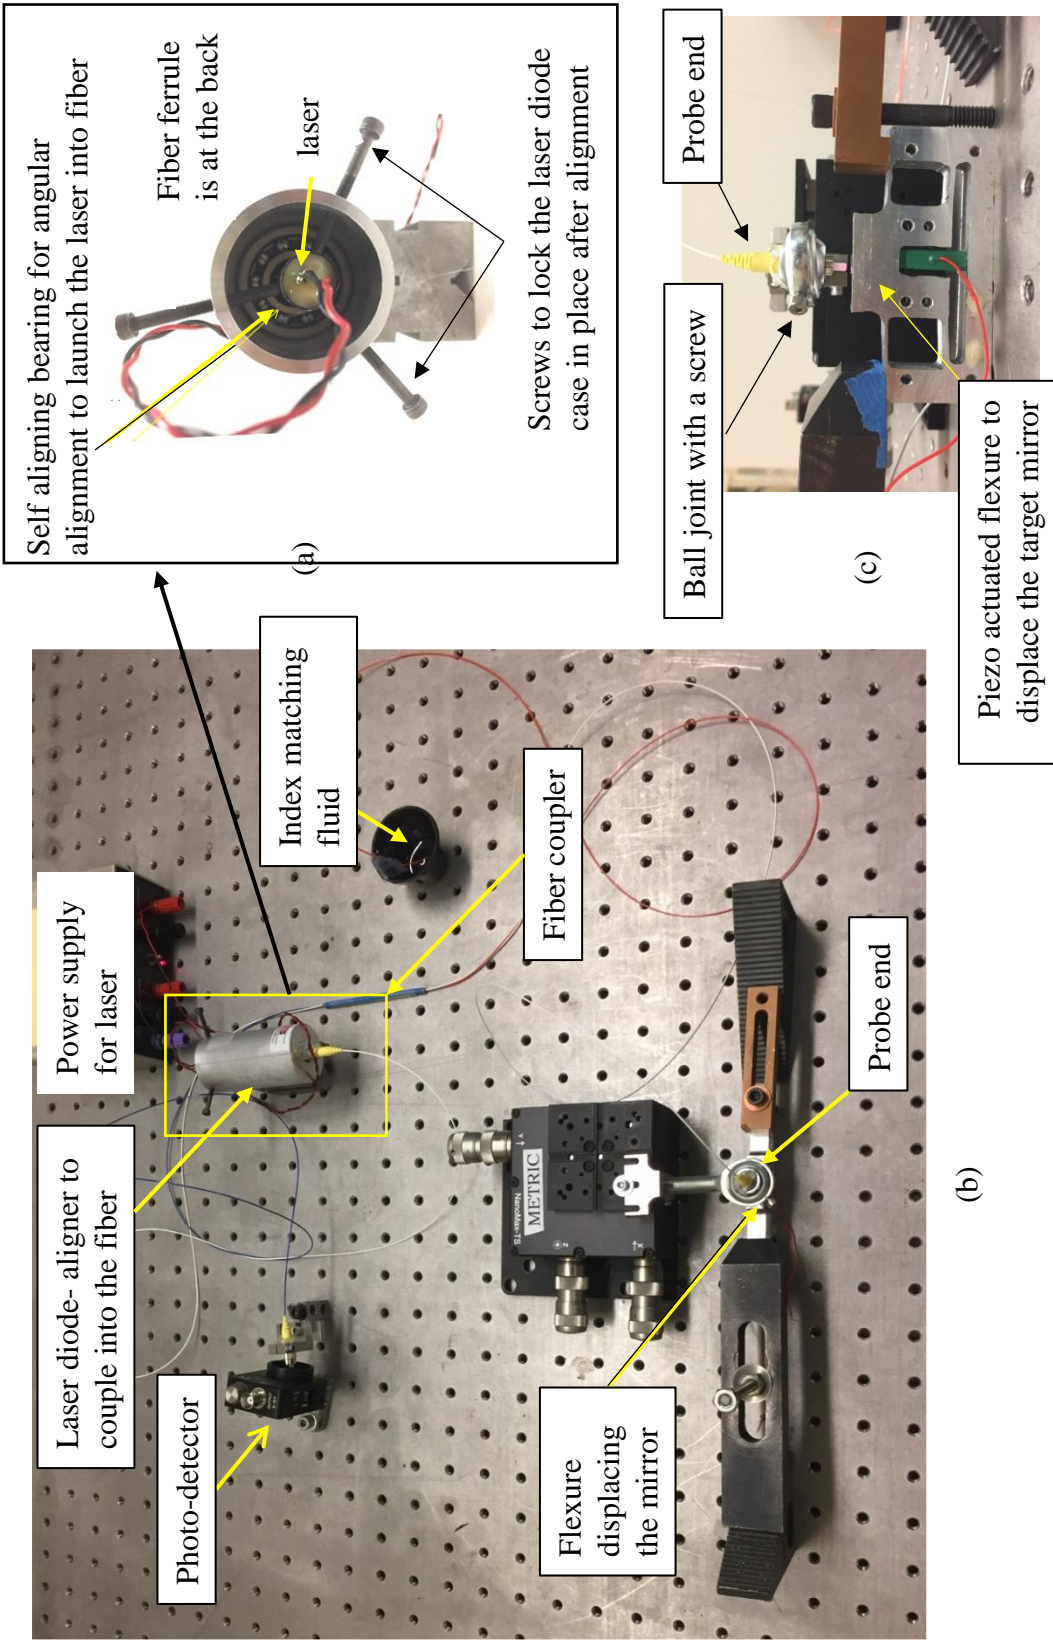 Self aligning bearing for angular
alignment to launch the laser into fiber
Fiber ferrule
is at the back
laser
Screws to lock the laser diode
case in place after alignment
(a)
Power supply
for laser
Laser diode- aligner to
couple into the fiber
Photo-detector
Index matching
fluid
Fiber coupler
Flexure
displacing
the mirror
Probe end
METRIC
NanoMax-TS
X
Y
Z
(b)
Probe end
Ball joint with a screw
Piezo actuated flexure to
displace the target mirror
(c)